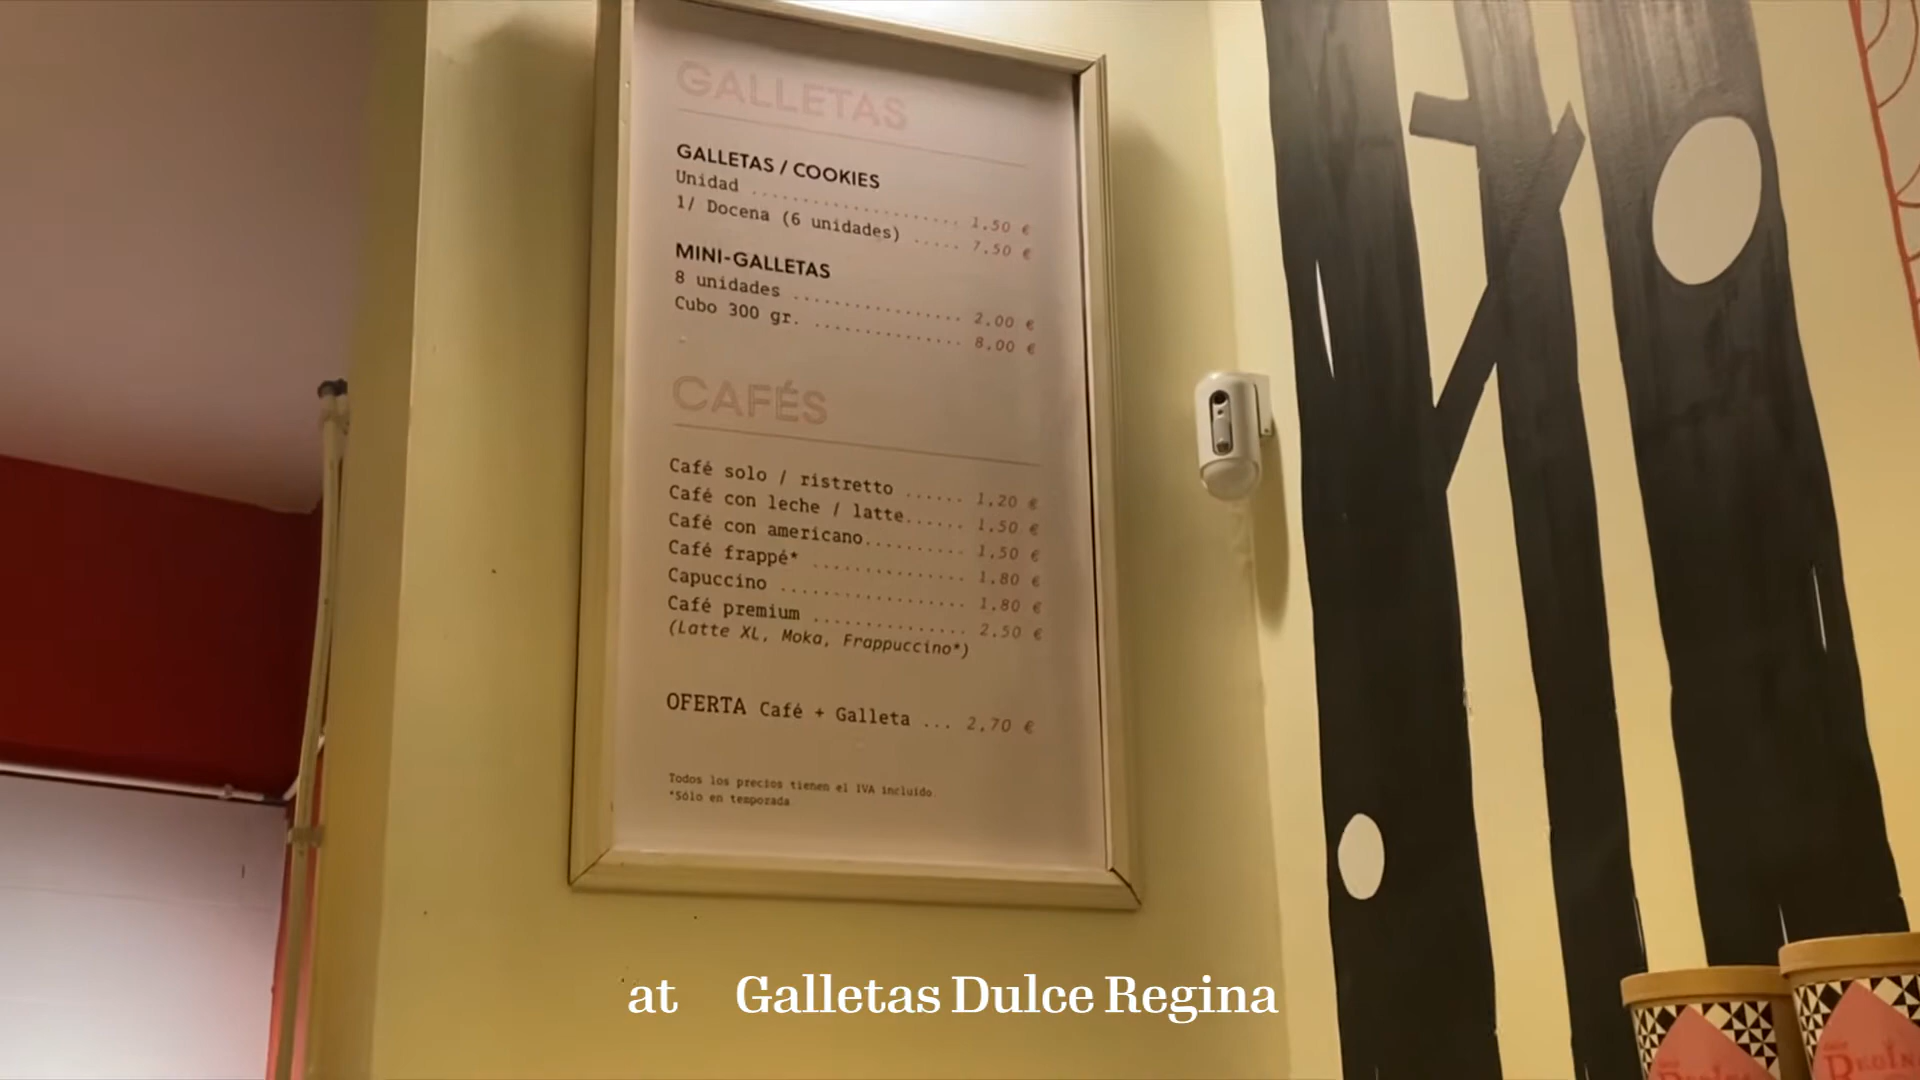 GALLETAS
GALLETAS / COOKIES
Unidad .................... 1,50 €
1/ Docena (6 unidades) ..... 7,50 €
MINI-GALLETAS
8 unidades ................ 2,00 €
Cubo 300 gr. .............. 8,00 €
CAFÉS
Café solo / ristretto ...... 1,20 €
Café con leche / latte...... 1,50 €
Café con americano.......... 1,50 €
Café frappé* ............... 1,80 €
Capuccino .................. 1,80 €
Café premium ............... 2,50 €
(Latte XL, Moka, Frappuccino*)
OFERTA Café + Galleta ... 2,70 €
Todos los precios tienen el IVA incluido.
*Sólo en temporada
at Galletas Dulce Regina